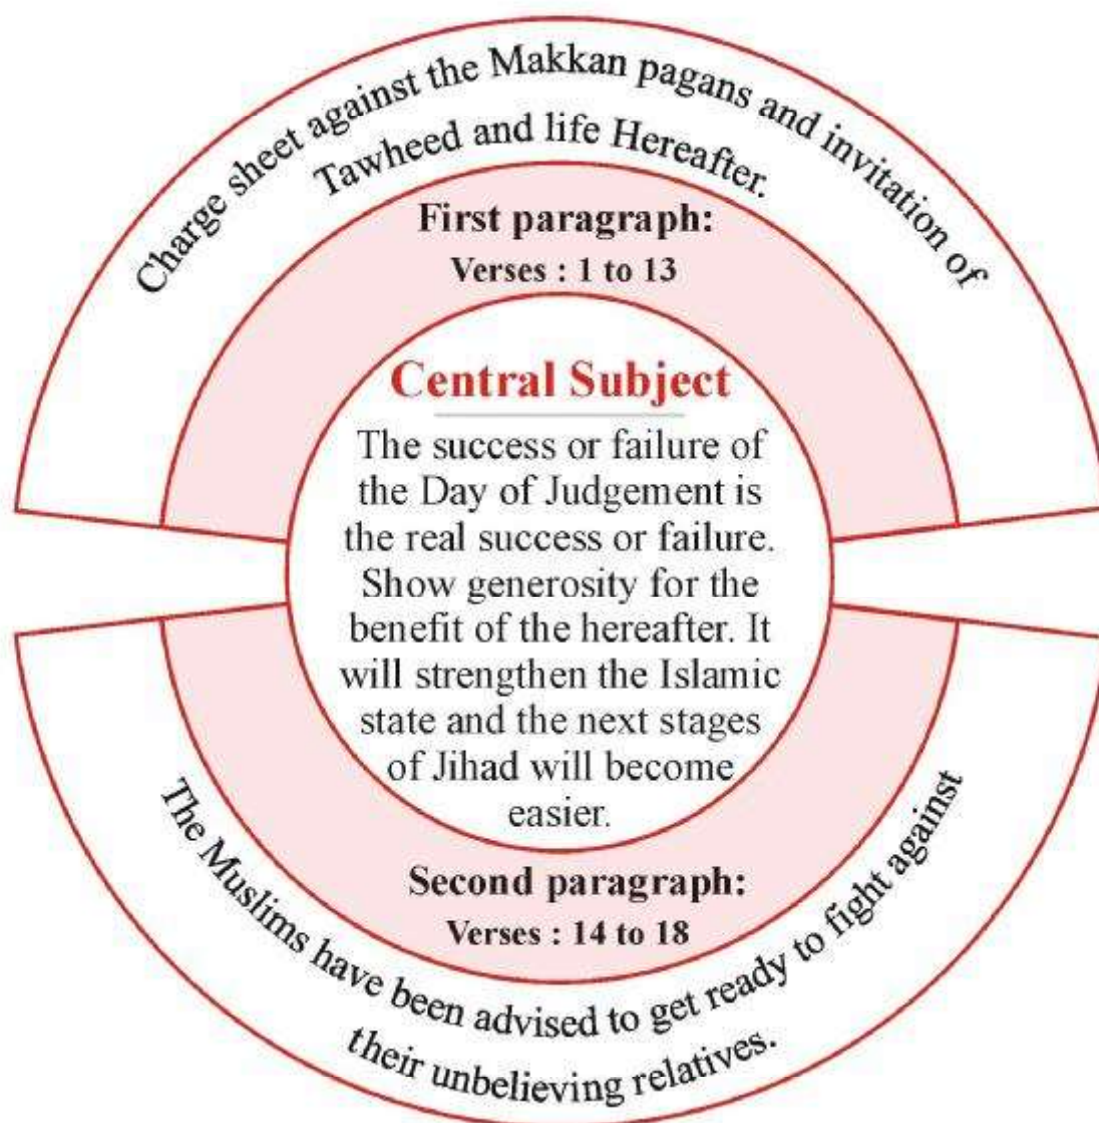 Charge sheet against the Makkan pagans and invitation of
Tawheed and life Hereafter.
First paragraph:
Verses : 1 to 13
Central Subject
The success or failure of
the Day of Judgement is
the real success or failure.
Show generosity for the
benefit of the hereafter. It
will strengthen the Islamic
state and the next stages
of Jihad will become
easier.
Second paragraph:
Verses : 14 to 18
The Muslims have been advised to get ready to fight against
their unbelieving relatives.